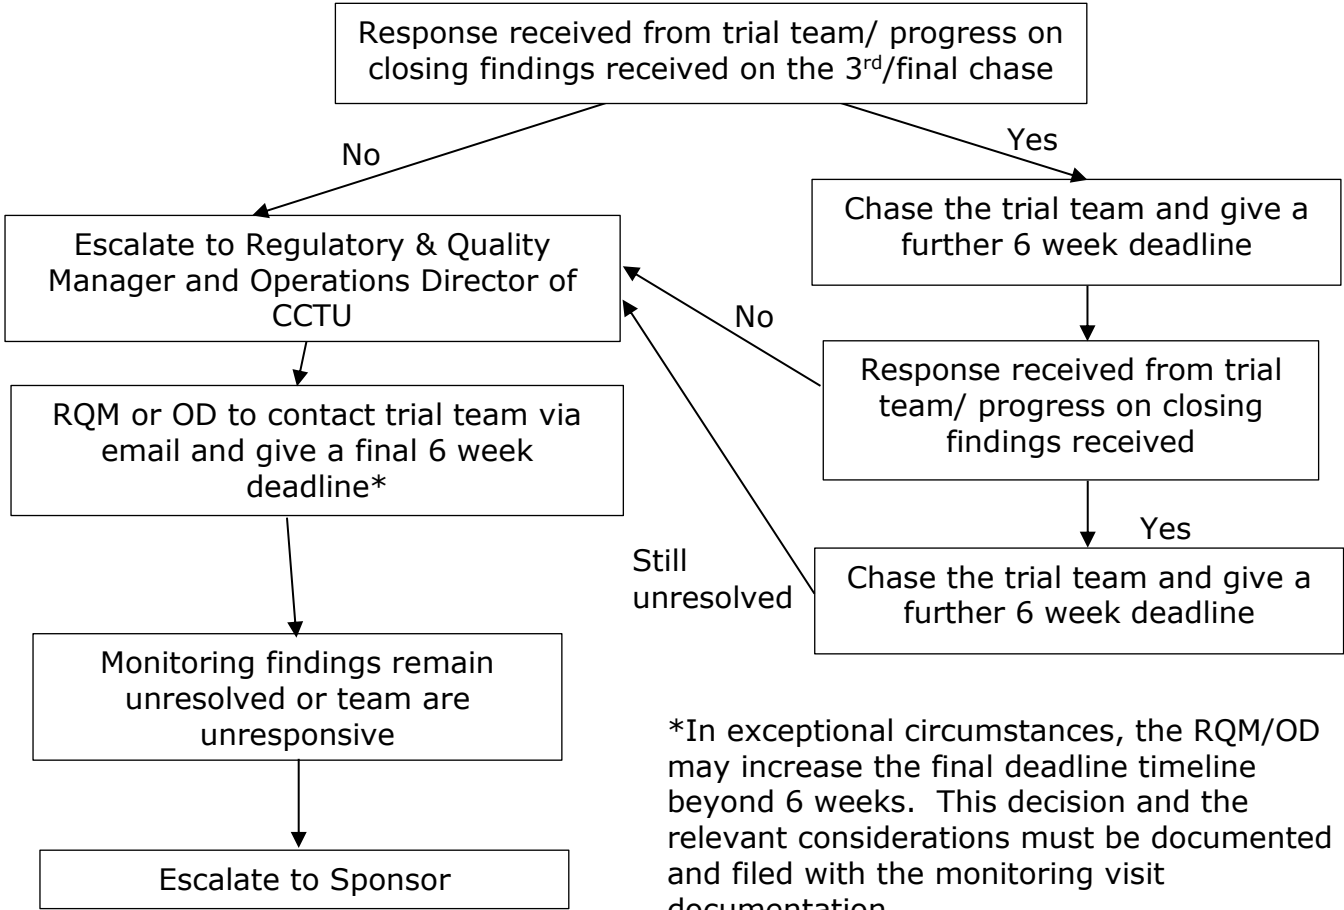 Response received from trial team/ progress on
closing findings received on the 3rd/final chase
No
Yes
Escalate to Regulatory & Quality
Manager and Operations Director of
CCTU
Chase the trial team and give a
further 6 week deadline
No
RQM or OD to contact trial team via
email and give a final 6 week
deadline*
Response received from trial
team/ progress on closing
findings received
Yes
Still
unresolved
Chase the trial team and give a
further 6 week deadline
Monitoring findings remain
unresolved or team are
unresponsive
Escalate to Sponsor
*In exceptional circumstances, the RQM/OD
may increase the final deadline timeline
beyond 6 weeks.  This decision and the
relevant considerations must be documented
and filed with the monitoring visit
documentation